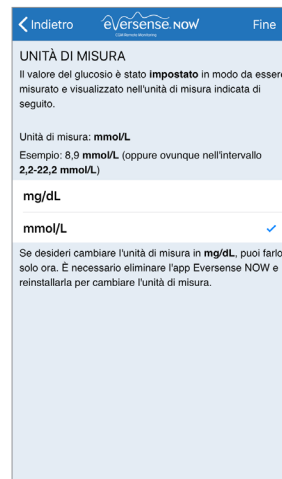 Indietro
eversense. NOW
CGM Remote Monitoring
Fine
UNITÀ DI MISURA
Il valore del glucosio è stato impostato in modo da essere
misurato e visualizzato nell'unità di misura indicata di
seguito.
Unità di misura: mmol/L
Esempio: 8,9 mmol/L (oppure ovunque nell'intervallo
2,2-22,2 mmol/L)
mg/dL
mmol/L
Se desideri cambiare l'unità di misura in mg/dL, puoi farlo
solo ora. È necessario eliminare l'app Eversense NOW e
reinstallarla per cambiare l'unità di misura.